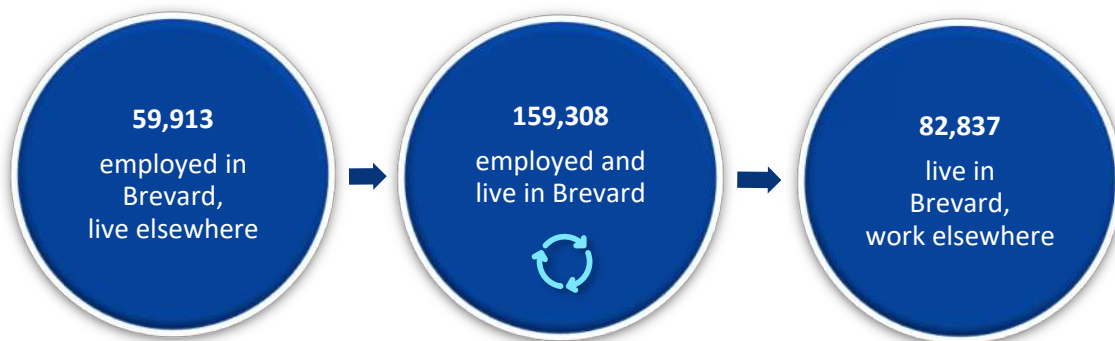 59,913
employed in
Brevard,
live elsewhere
159,308
employed and
live in Brevard
82,837
live in
Brevard,
work elsewhere